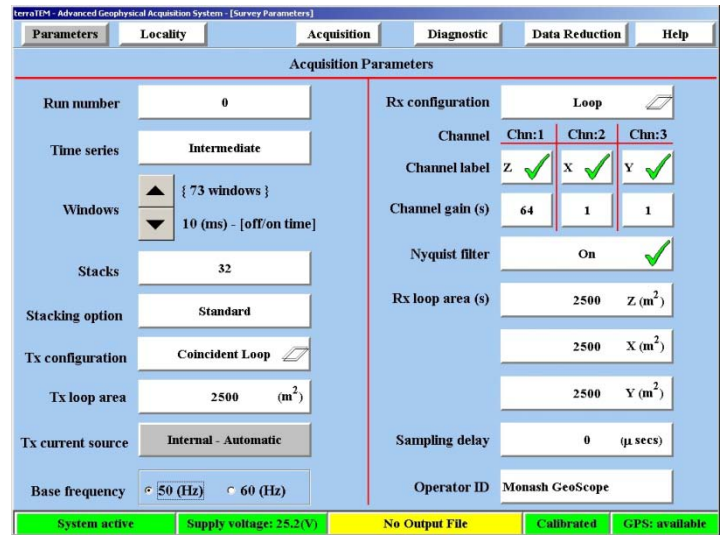 terraTEM - Advanced Geophysical Acquisition System - [Survey Parameters]
Parameters Locality Acquisition Diagnostic Data Reduction Help
Acquisition Parameters
Run number 0
Time series Intermediate
Windows { 73 windows }
10 (ms) - [off/on time]
Stacks 32
Stacking option Standard
Tx configuration Coincident Loop
Tx loop area 2500 (m²)
Tx current source Internal - Automatic
Base frequency 50 (Hz) 60 (Hz)
Rx configuration Loop
Channel Chn:1 Chn:2 Chn:3
Channel label Z X Y
Channel gain (s) 64 1 1
Nyquist filter On
Rx loop area (s) 2500 Z (m²)
2500 X (m²)
2500 Y (m²)
Sampling delay 0 (µ secs)
Operator ID Monash GeoScope
System active Supply voltage: 25.2(V) No Output File Calibrated GPS: available